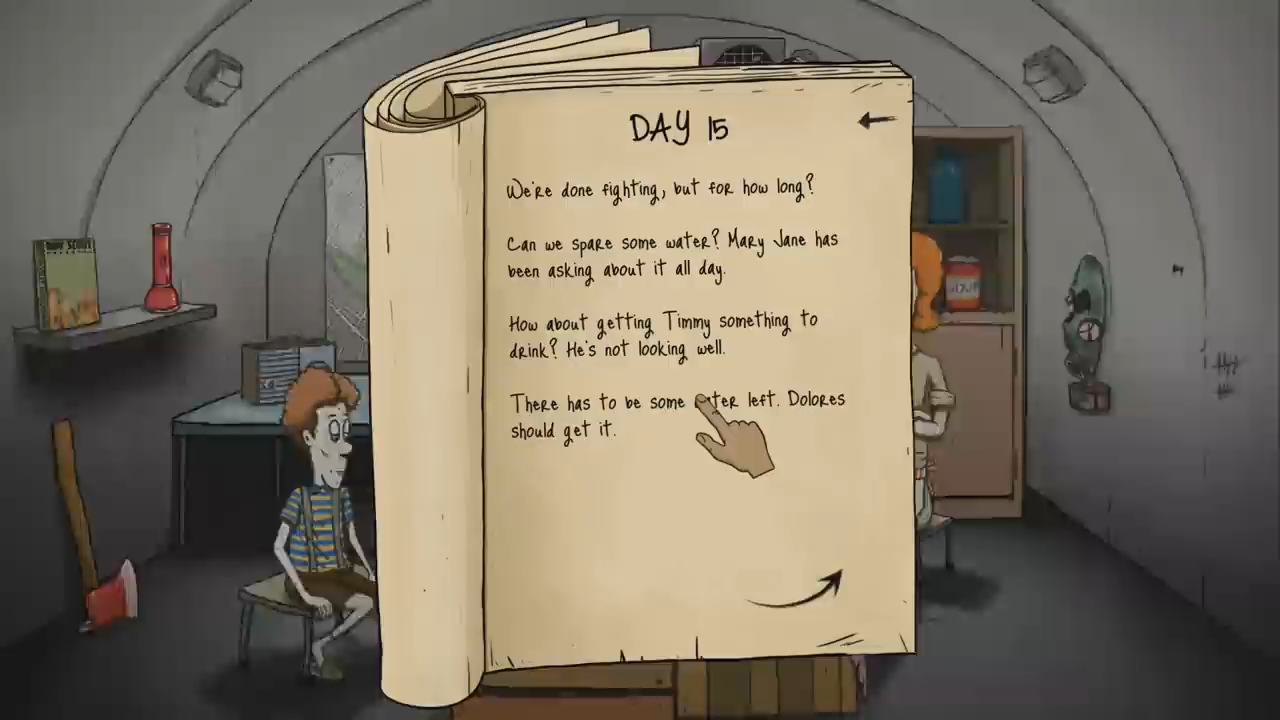 DAY 15
We're done fighting, but for how long?
Can we spare some water? Mary Jane has
been asking about it all day.
How about getting Timmy something to
drink? He's not looking well.
There has to be some left. Dolores
should get it.